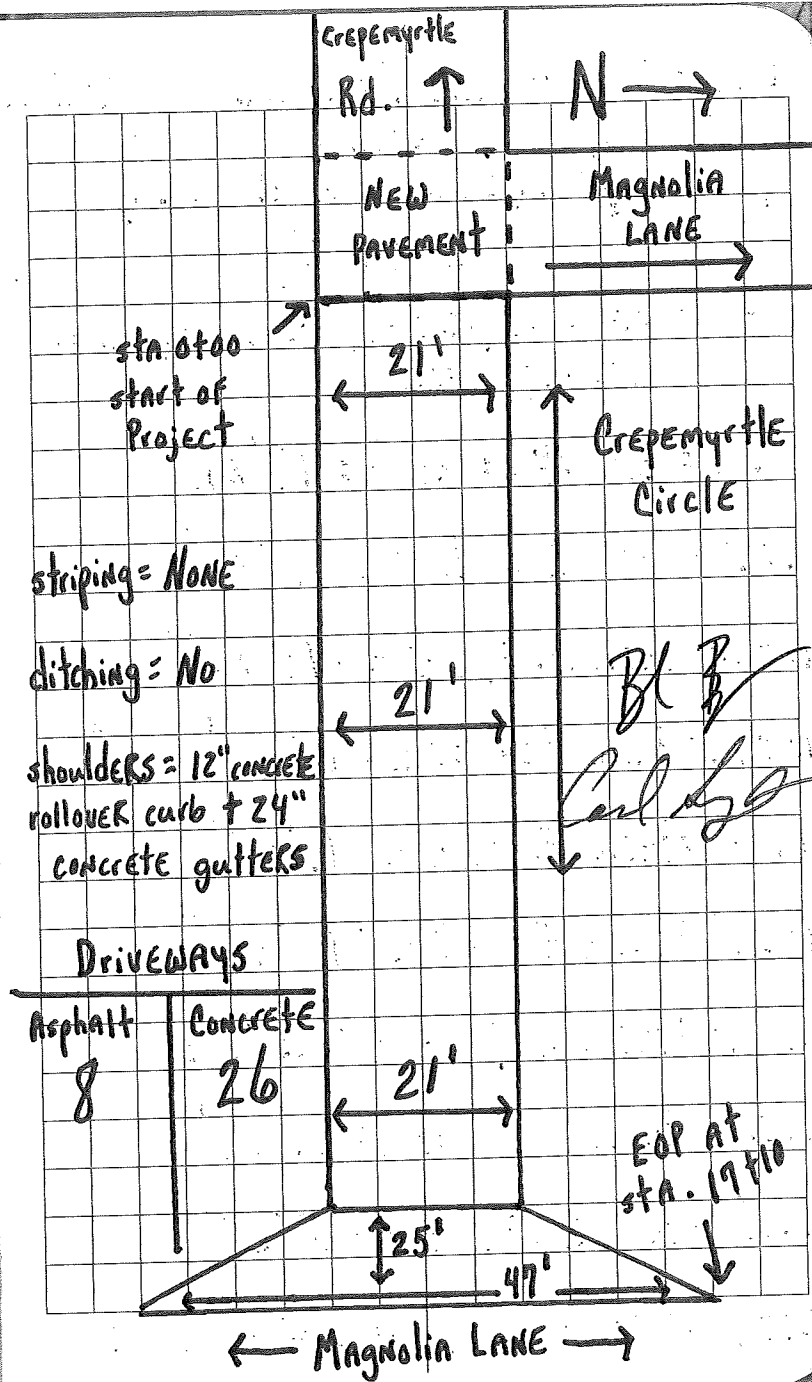 CrepeMyrtle
Rd.
N
NEW
PAVEMENT
MagNoliA
LANE
stA 0+00
stArt of
Project
21'
CrepeMyrtle
CirclE
striping = NONE
ditching = No
21'
shouldERS = 12" concrete
rollovER curb + 24"
concrete guttERS
DrivEWAYS
Asphalt
ConcrEtE
8
26
21'
EOP At
stA. 17+10
25'
47'
MagNoliA LANE